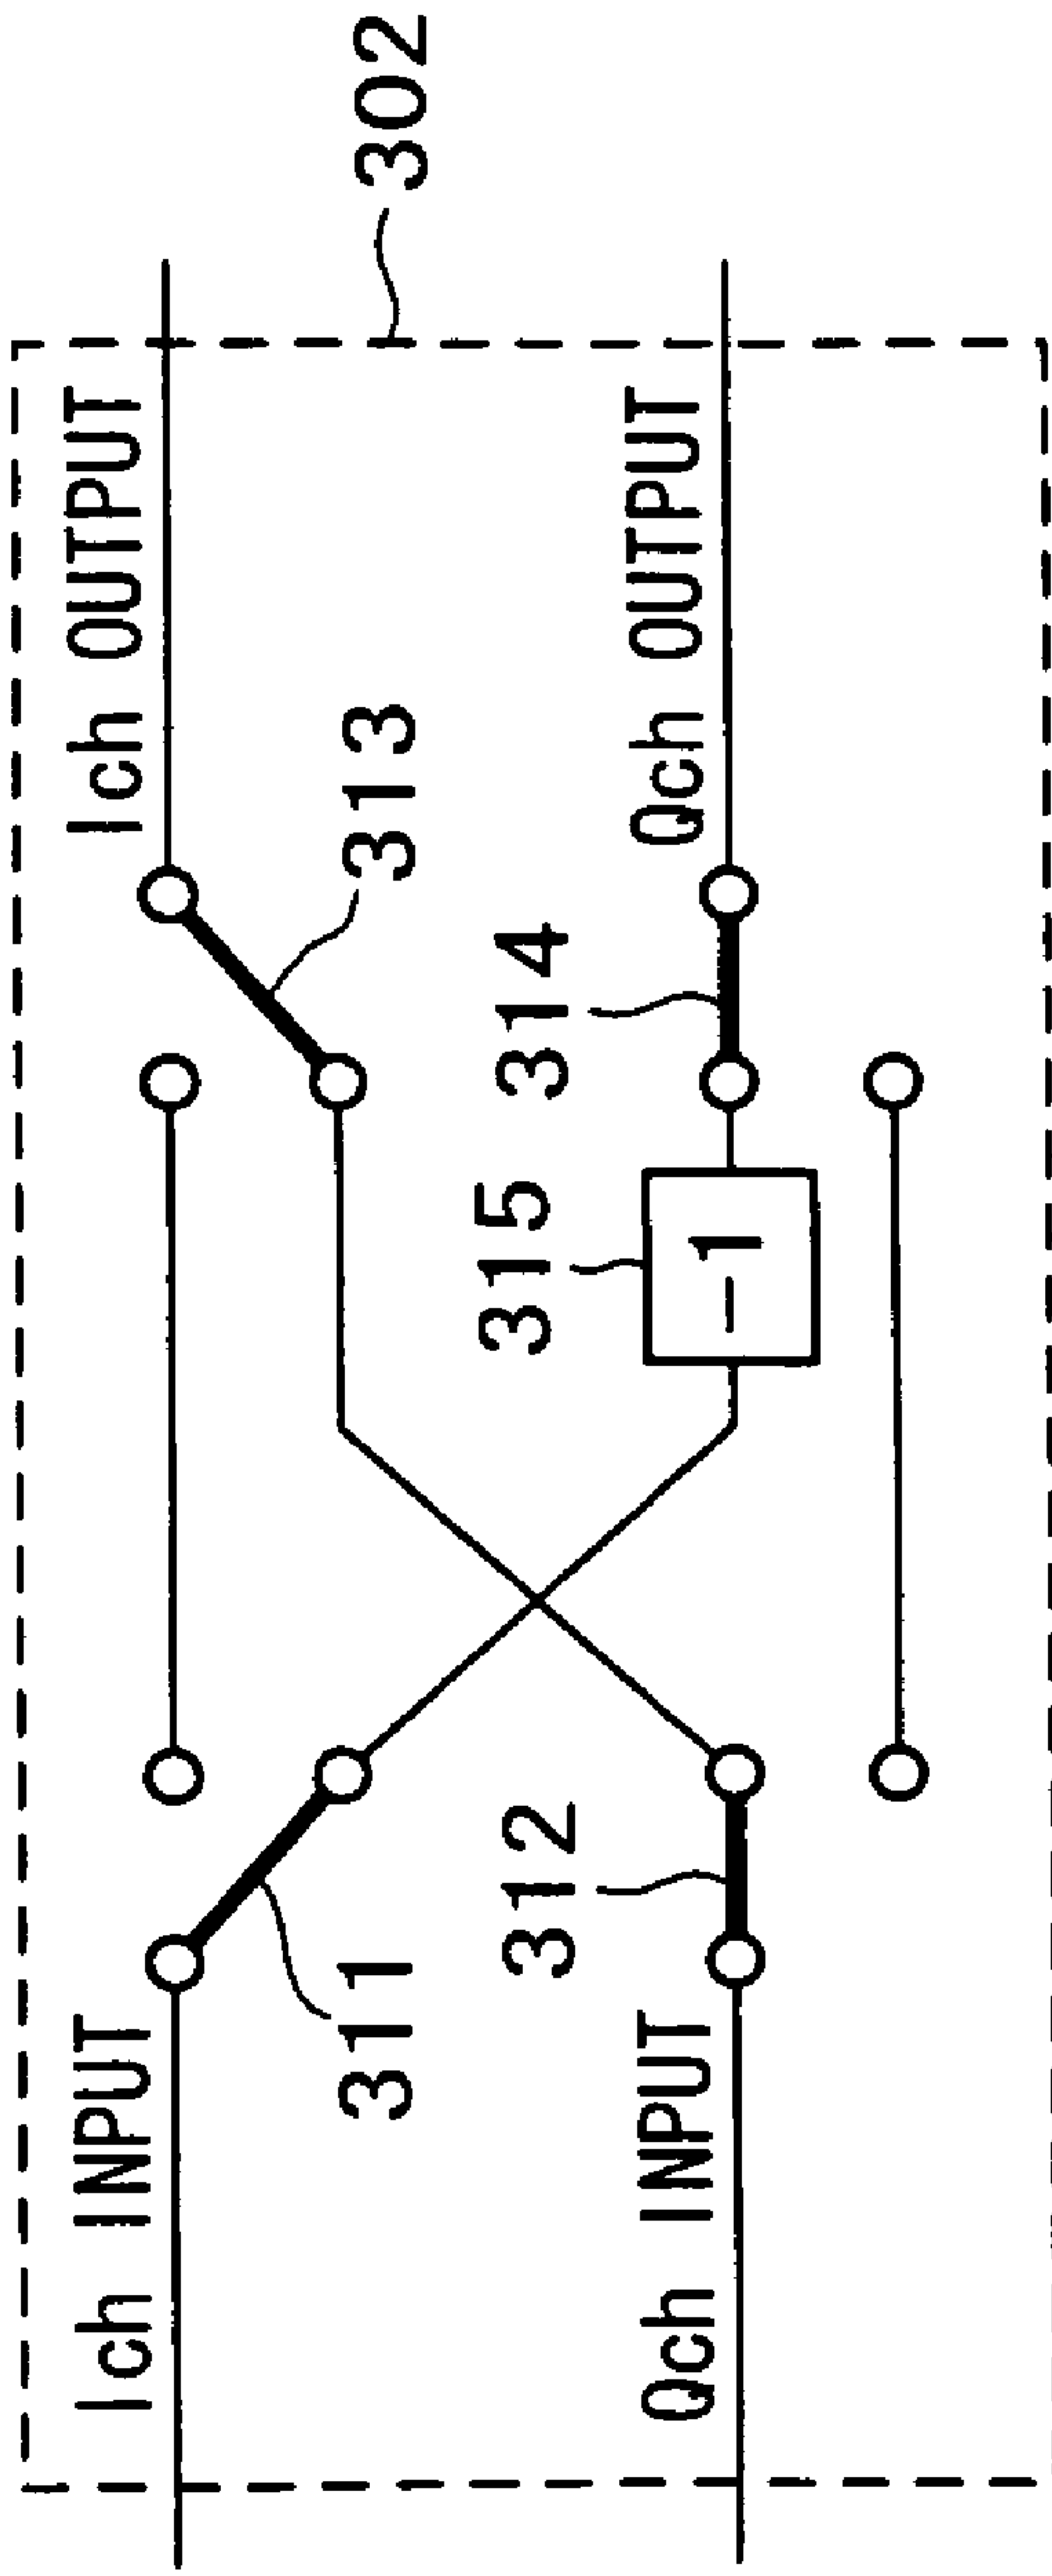 302
Ich INPUT
Ich OUTPUT
311
313
312
315
314
Qch INPUT
-1
Qch OUTPUT